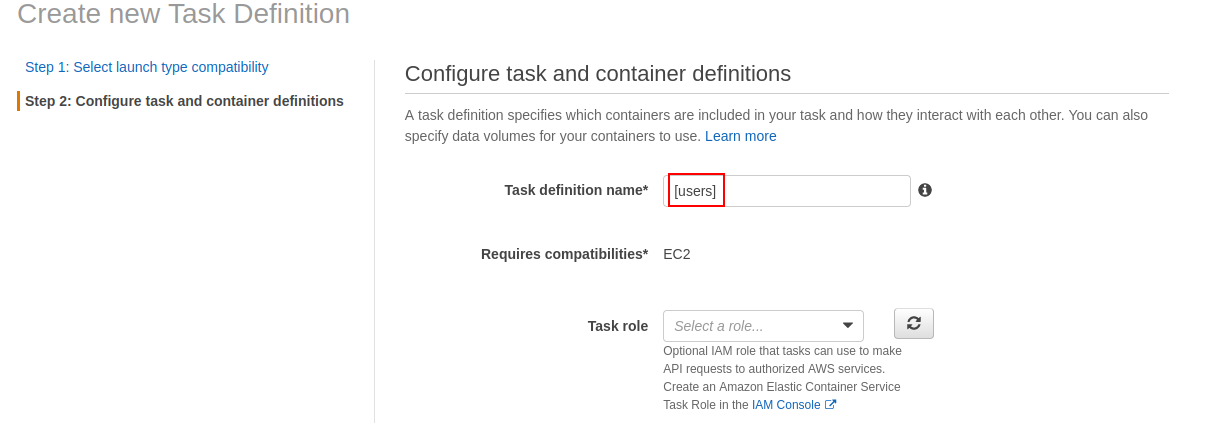 Create new Task Definition
Step 1: Select launch type compatibility
Step 2: Configure task and container definitions
Configure task and container definitions
A task definition specifies which containers are included in your task and how they interact with each other. You can also
specify data volumes for your containers to use. Learn more
Task definition name* [users]
Requires compatibilities* EC2
Task role Select a role...
Optional IAM role that tasks can use to make
API requests to authorized AWS services.
Create an Amazon Elastic Container Service
Task Role in the IAM Console